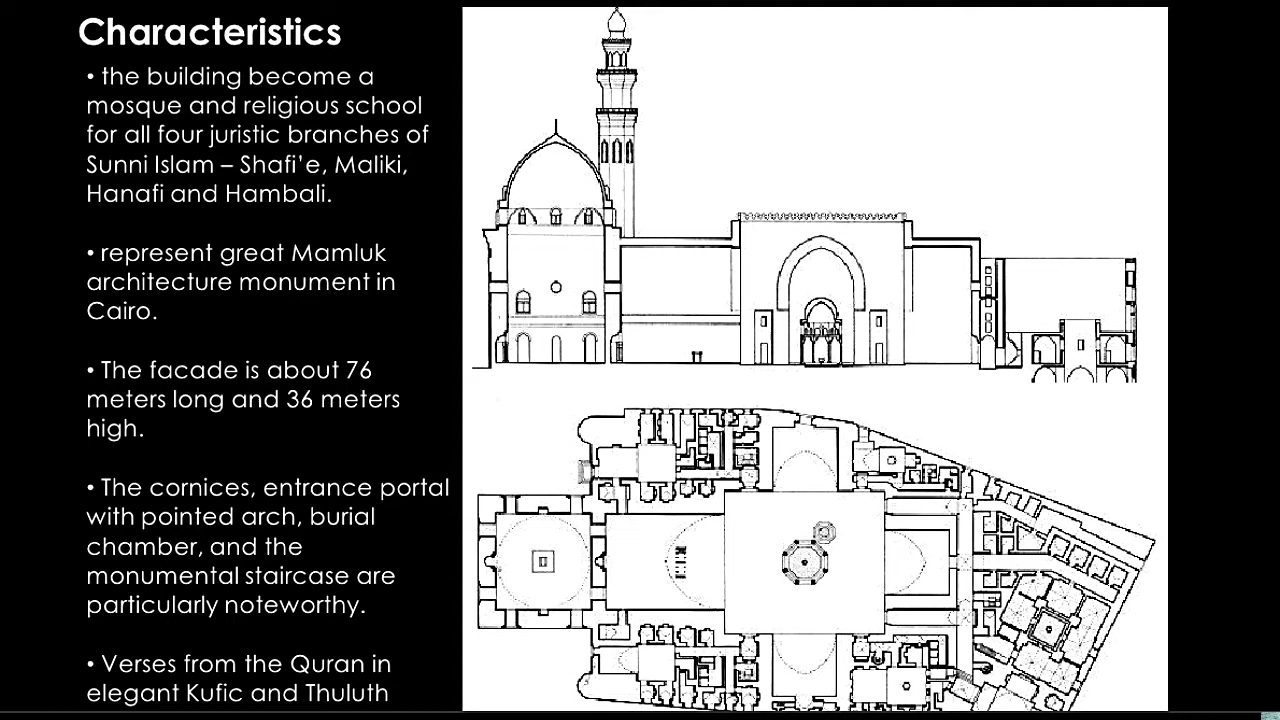 Characteristics
• the building become a
mosque and religious school
for all four juristic branches of
Sunni Islam – Shafi’e, Maliki,
Hanafi and Hambali.
• represent great Mamluk
architecture monument in
Cairo.
• The facade is about 76
meters long and 36 meters
high.
• The cornices, entrance portal
with pointed arch, burial
chamber, and the
monumental staircase are
particularly noteworthy.
• Verses from the Quran in
elegant Kufic and Thuluth